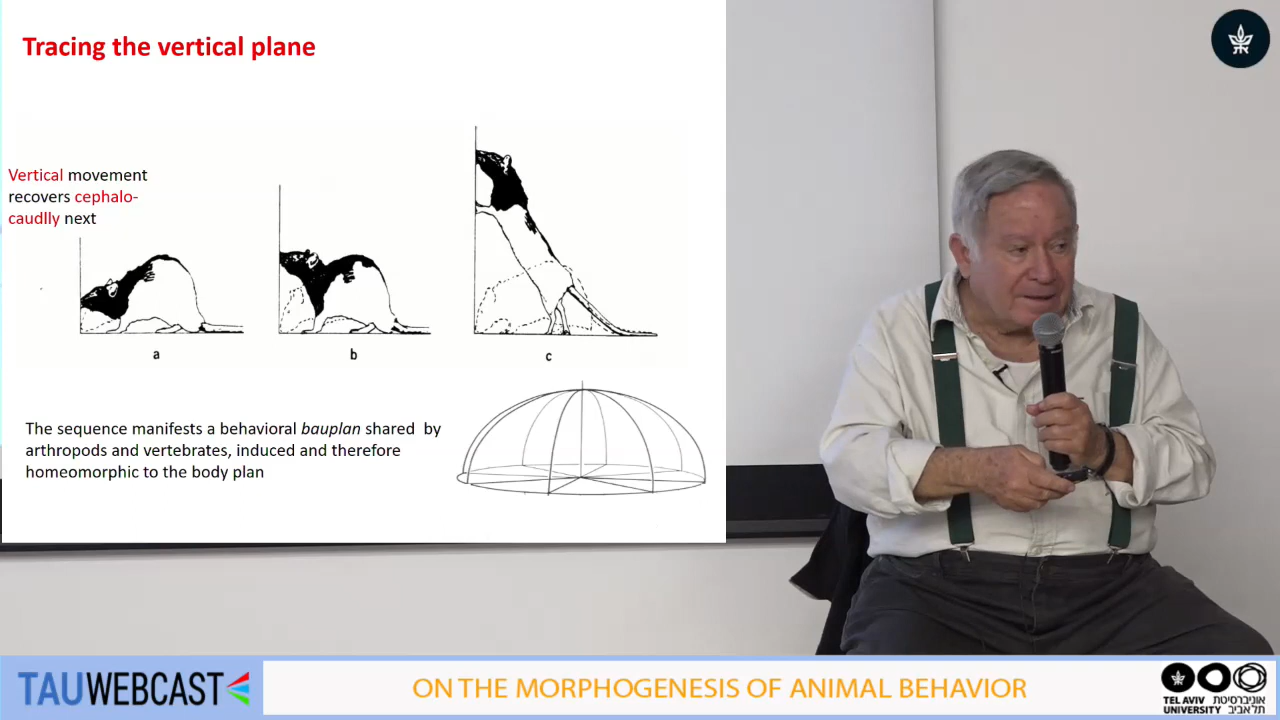 Tracing the vertical plane
Vertical movement
recovers cephalo-
caudlly next
a
b
c
The sequence manifests a behavioral bauplan shared by
arthropods and vertebrates, induced and therefore
homeomorphic to the body plan
TAUWEBCAST
ON THE MORPHOGENESIS OF ANIMAL BEHAVIOR
TEL AVIV אוניברסיטת
UNIVERSITY תל אביב